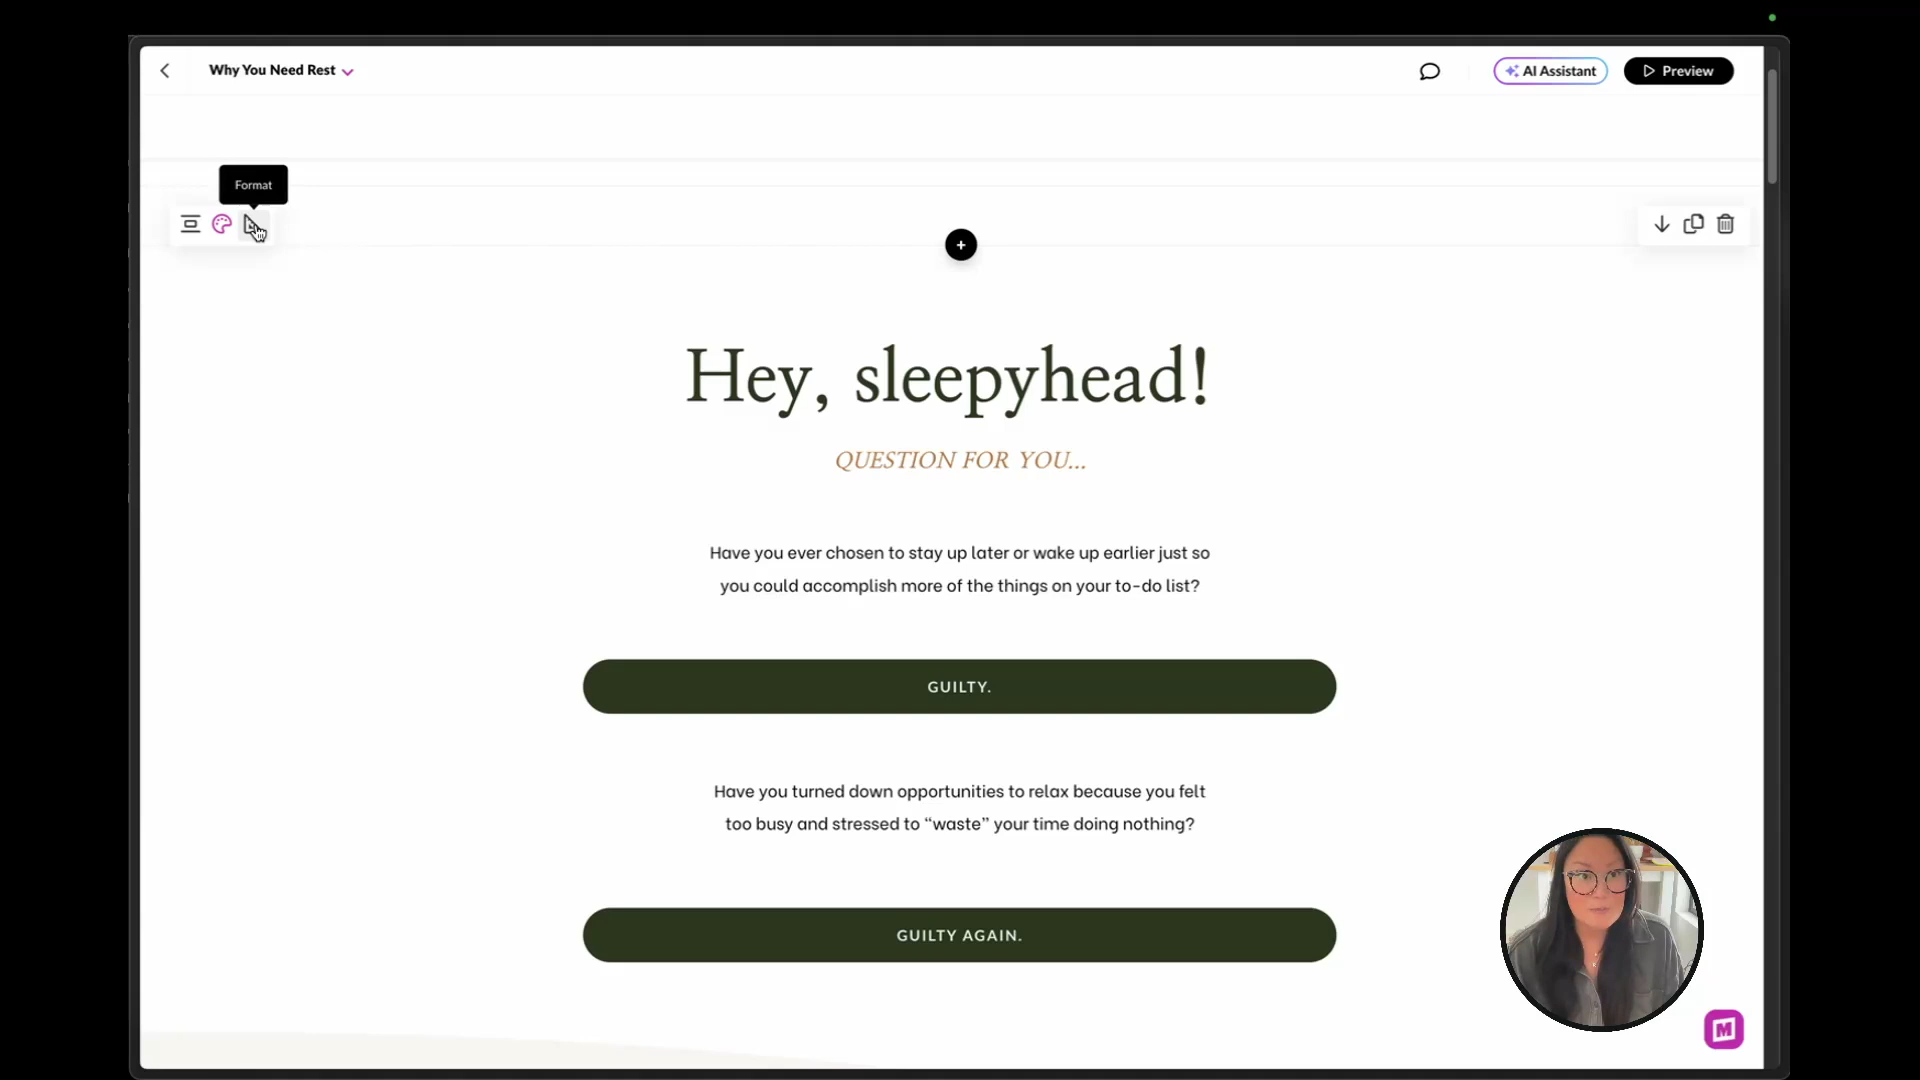 Why You Need Rest
AI Assistant
Preview
Format
Hey, sleepyhead!
QUESTION FOR YOU...
Have you ever chosen to stay up later or wake up earlier just so
you could accomplish more of the things on your to-do list?
GUILTY.
Have you turned down opportunities to relax because you felt
too busy and stressed to “waste” your time doing nothing?
GUILTY AGAIN.
M